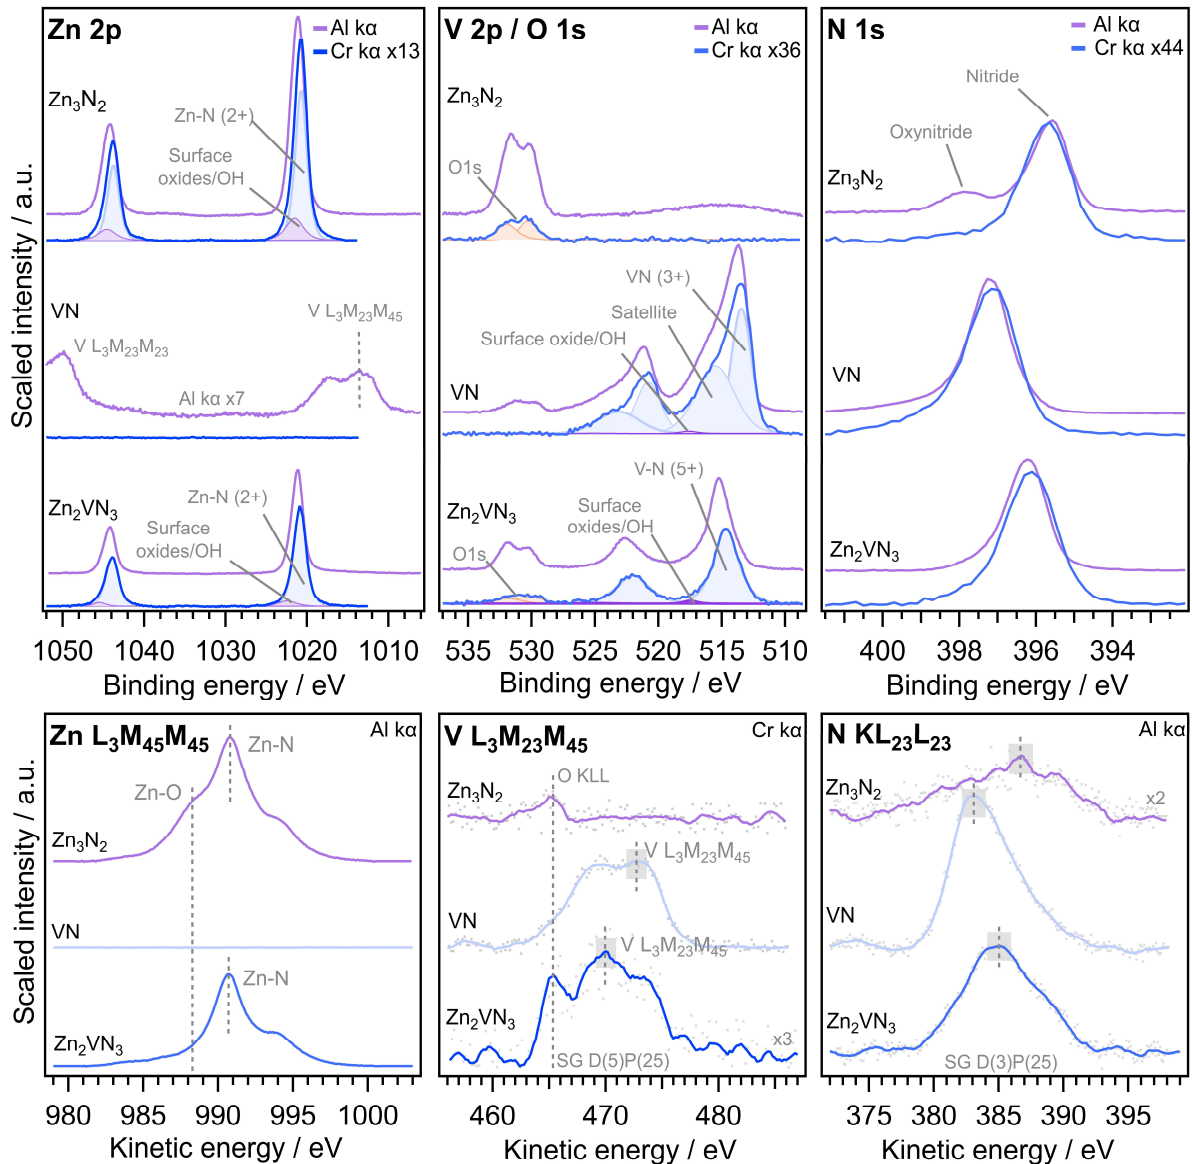 Zn 2p
Al kα
Cr kα x13
Zn₃N₂
Zn-N (2+)
Surface
oxides/OH
VN
V L₃M₂₃M₄₅
V L₃M₂₃M₂₃
Al kα x7
Zn₂VN₃
Zn-N (2+)
Surface
oxides/OH
1050 1040 1030 1020 1010
Binding energy / eV
Scaled intensity / a.u.
V 2p / O 1s
Al kα
Cr kα x36
Zn₃N₂
O1s
VN (3+)
Satellite
Surface oxide/OH
VN
V-N (5+)
Zn₂VN₃
Surface
oxides/OH
O1s
535 530 525 520 515 510
Binding energy / eV
N 1s
Al kα
Cr kα x44
Nitride
Oxynitride
Zn₃N₂
VN
Zn₂VN₃
400 398 396 394
Binding energy / eV
Zn L₃M₄₅M₄₅
Al kα
Zn-N
Zn-O
Zn₃N₂
VN
Zn-N
Zn₂VN₃
980 985 990 995 1000
Kinetic energy / eV
Scaled intensity / a.u.
V L₃M₂₃M₄₅
Cr kα
O KLL
Zn₃N₂
V L₃M₂₃M₄₅
VN
V L₃M₂₃M₄₅
Zn₂VN₃
x3
SG D(5)P(25)
460 470 480
Kinetic energy / eV
N KL₂₃L₂₃
Al kα
Zn₃N₂
x2
VN
Zn₂VN₃
SG D(3)P(25)
375 380 385 390 395
Kinetic energy / eV